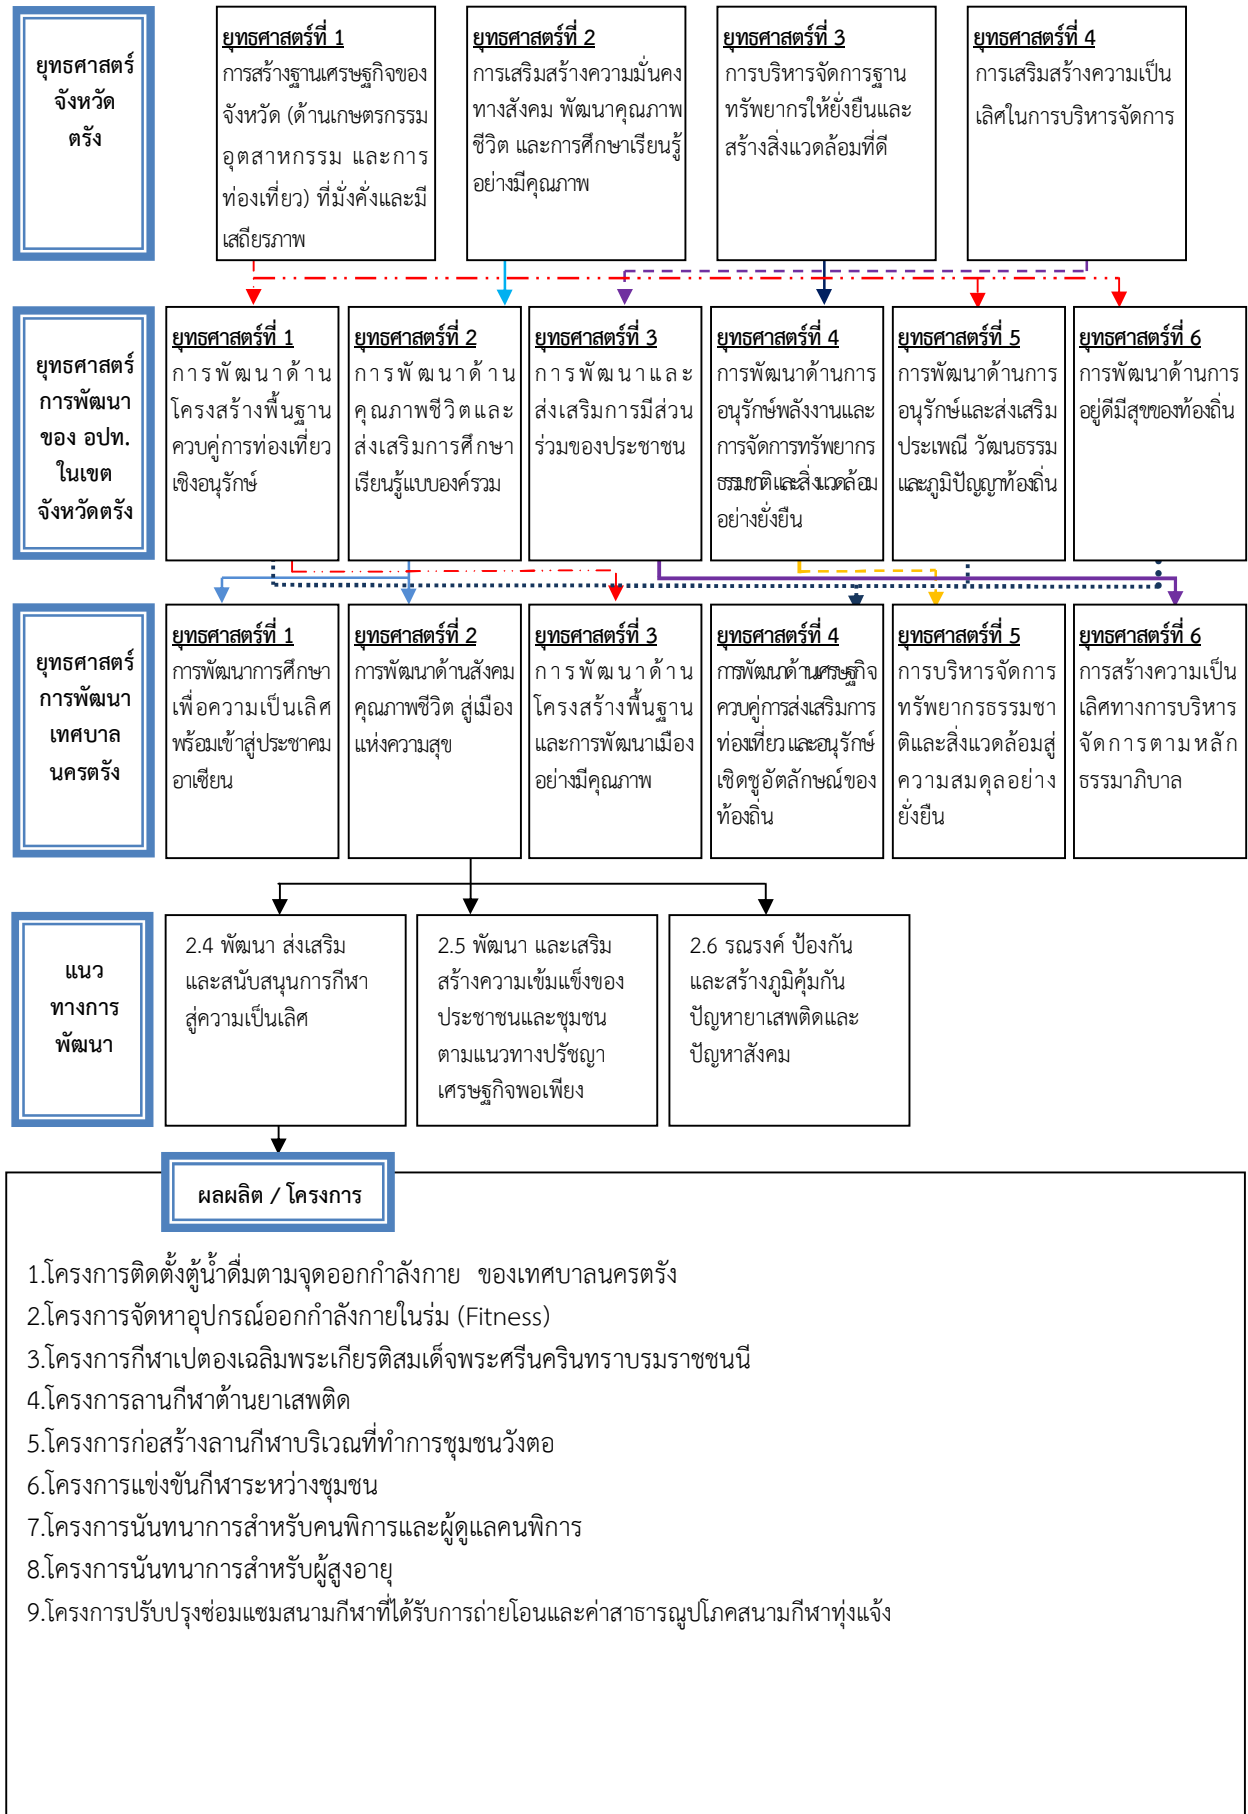 ยุทธศาสตร์
จังหวัด
ตรัง
ยุทธศาสตร์ที่ 1
การสร้างฐานเศรษฐกิจของ
จังหวัด (ด้านเกษตรกรรม
อุตสาหกรรม และการ
ท่องเที่ยว) ที่มั่งคั่งและมี
เสถียรภาพ
ยุทธศาสตร์ที่ 2
การเสริมสร้างความมั่นคง
ทางสังคม พัฒนาคุณภาพ
ชีวิต และการศึกษาเรียนรู้
อย่างมีคุณภาพ
ยุทธศาสตร์ที่ 3
การบริหารจัดการฐาน
ทรัพยากรให้ยั่งยืนและ
สร้างสิ่งแวดล้อมที่ดี
ยุทธศาสตร์ที่ 4
การเสริมสร้างความเป็น
เลิศในการบริหารจัดการ
ยุทธศาสตร์
การพัฒนา
ของ อปท.
ในเขต
จังหวัดตรัง
ยุทธศาสตร์ที่ 1
การพัฒนาด้าน
โครงสร้างพื้นฐาน
ควบคู่การท่องเที่ยว
เชิงอนุรักษ์
ยุทธศาสตร์ที่ 2
การพัฒนาด้าน
คุณภาพชีวิตและ
ส่งเสริมการศึกษา
เรียนรู้แบบองค์รวม
ยุทธศาสตร์ที่ 3
การพัฒนาและ
ส่งเสริมการมีส่วน
ร่วมของประชาชน
ยุทธศาสตร์ที่ 4
การพัฒนาด้านการ
อนุรักษ์พลังงานและ
การจัดการทรัพยากร
ธรรมชาติและสิ่งแวดล้อม
อย่างยั่งยืน
ยุทธศาสตร์ที่ 5
การพัฒนาด้านการ
อนุรักษ์และส่งเสริม
ประเพณี วัฒนธรรม
และภูมิปัญญาท้องถิ่น
ยุทธศาสตร์ที่ 6
การพัฒนาด้านการ
อยู่ดีมีสุขของท้องถิ่น
ยุทธศาสตร์
การพัฒนา
เทศบาล
นครตรัง
ยุทธศาสตร์ที่ 1
การพัฒนาการศึกษา
เพื่อความเป็นเลิศ
พร้อมเข้าสู่ประชาคม
อาเซียน
ยุทธศาสตร์ที่ 2
การพัฒนาด้านสังคม
คุณภาพชีวิต สู่เมือง
แห่งความสุข
ยุทธศาสตร์ที่ 3
การพัฒนาด้าน
โครงสร้างพื้นฐาน
และการพัฒนาเมือง
อย่างมีคุณภาพ
ยุทธศาสตร์ที่ 4
การพัฒนาด้านเศรษฐกิจ
ควบคู่การส่งเสริมการ
ท่องเที่ยว และอนุรักษ์
เชิดชูอัตลักษณ์ของ
ท้องถิ่น
ยุทธศาสตร์ที่ 5
การบริหารจัดการ
ทรัพยากรธรรมชา
ติและสิ่งแวดล้อมสู่
ความสมดุลอย่าง
ยั่งยืน
ยุทธศาสตร์ที่ 6
การสร้างความเป็น
เลิศทางการบริหาร
จัดการตามหลัก
ธรรมาภิบาล
แนว
ทางการ
พัฒนา
2.4 พัฒนา ส่งเสริม
และสนับสนุนการกีฬา
สู่ความเป็นเลิศ
2.5 พัฒนา และเสริม
สร้างความเข้มแข็งของ
ประชาชนและชุมชน
ตามแนวทางปรัชญา
เศรษฐกิจพอเพียง
2.6 รณรงค์ ป้องกัน
และสร้างภูมิคุ้มกัน
ปัญหายาเสพติดและ
ปัญหาสังคม
ผลผลิต / โครงการ
1.โครงการติดตั้งตู้น้ำดื่มตามจุดออกกำลังกาย ของเทศบาลนครตรัง
2.โครงการจัดหาอุปกรณ์ออกกำลังกายในร่ม (Fitness)
3.โครงการกีฬาเปตองเฉลิมพระเกียรติสมเด็จพระศรีนครินทราบรมราชชนนี
4.โครงการลานกีฬาต้านยาเสพติด
5.โครงการก่อสร้างลานกีฬาบริเวณที่ทำการชุมชนวังตอ
6.โครงการแข่งขันกีฬาระหว่างชุมชน
7.โครงการนันทนาการสำหรับคนพิการและผู้ดูแลคนพิการ
8.โครงการนันทนาการสำหรับผู้สูงอายุ
9.โครงการปรับปรุงซ่อมแซมสนามกีฬาที่ได้รับการถ่ายโอนและค่าสาธารณูปโภคสนามกีฬาทุ่งแจ้ง